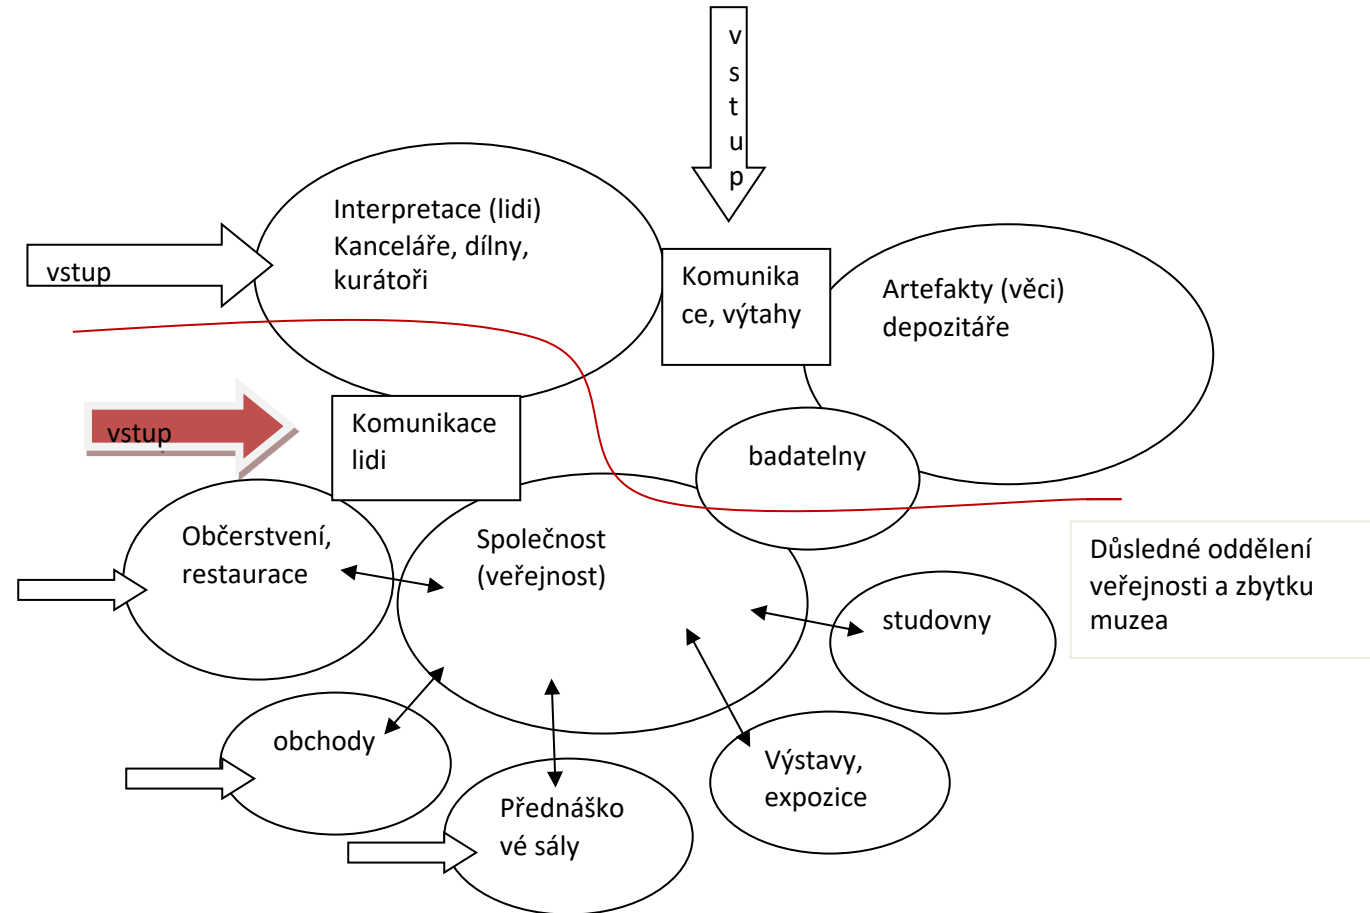 v
s
t
u
p
Interpretace (lidi)
Kanceláře, dílny,
kurátoři
vstup
Komunika
ce, výtahy
Artefakty (věci)
depozitáře
vstup
Komunikace
lidi
badatelny
Občerstvení,
restaurace
Společnost
(veřejnost)
Důsledné oddělení
veřejnosti a zbytku
muzea
studovny
obchody
Výstavy,
expozice
Přednáško
vé sály